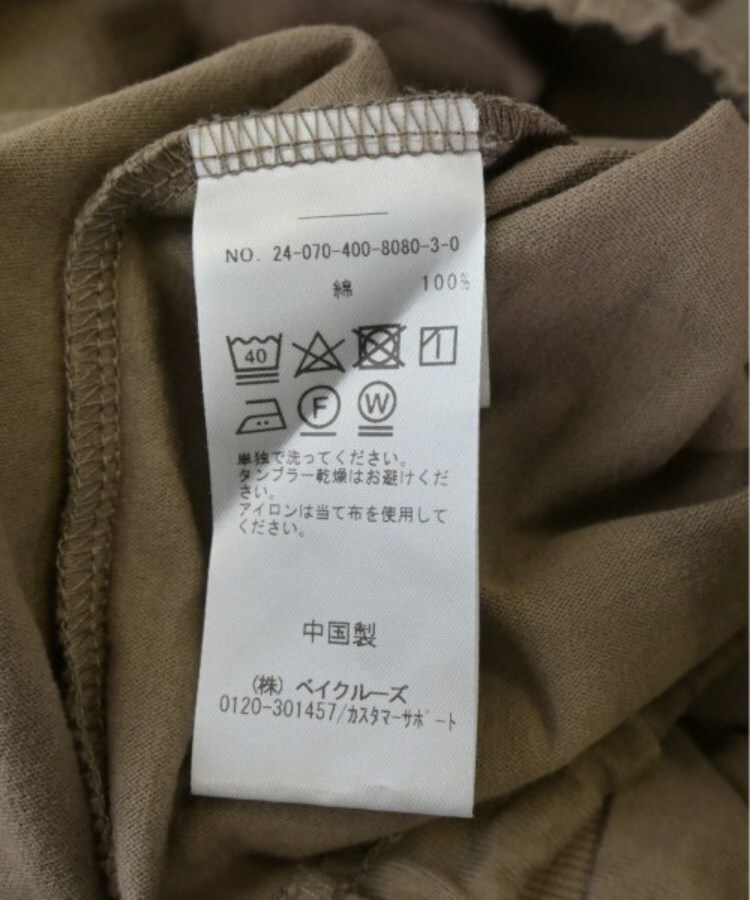 NO. 24-070-400-8080-3-0
綿 100%
40
F W
単独で洗ってください。
タンブラー乾燥はお避けくだ
さい。
アイロンは当て布を使用して
ください。
中国製
(株) ベイクルーズ
0120-301457/カスタマーサポート